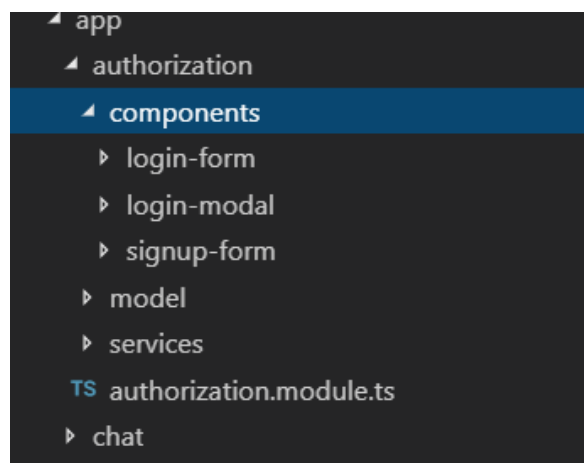 app
authorization
components
login-form
login-modal
signup-form
model
services
TS authorization.module.ts
chat